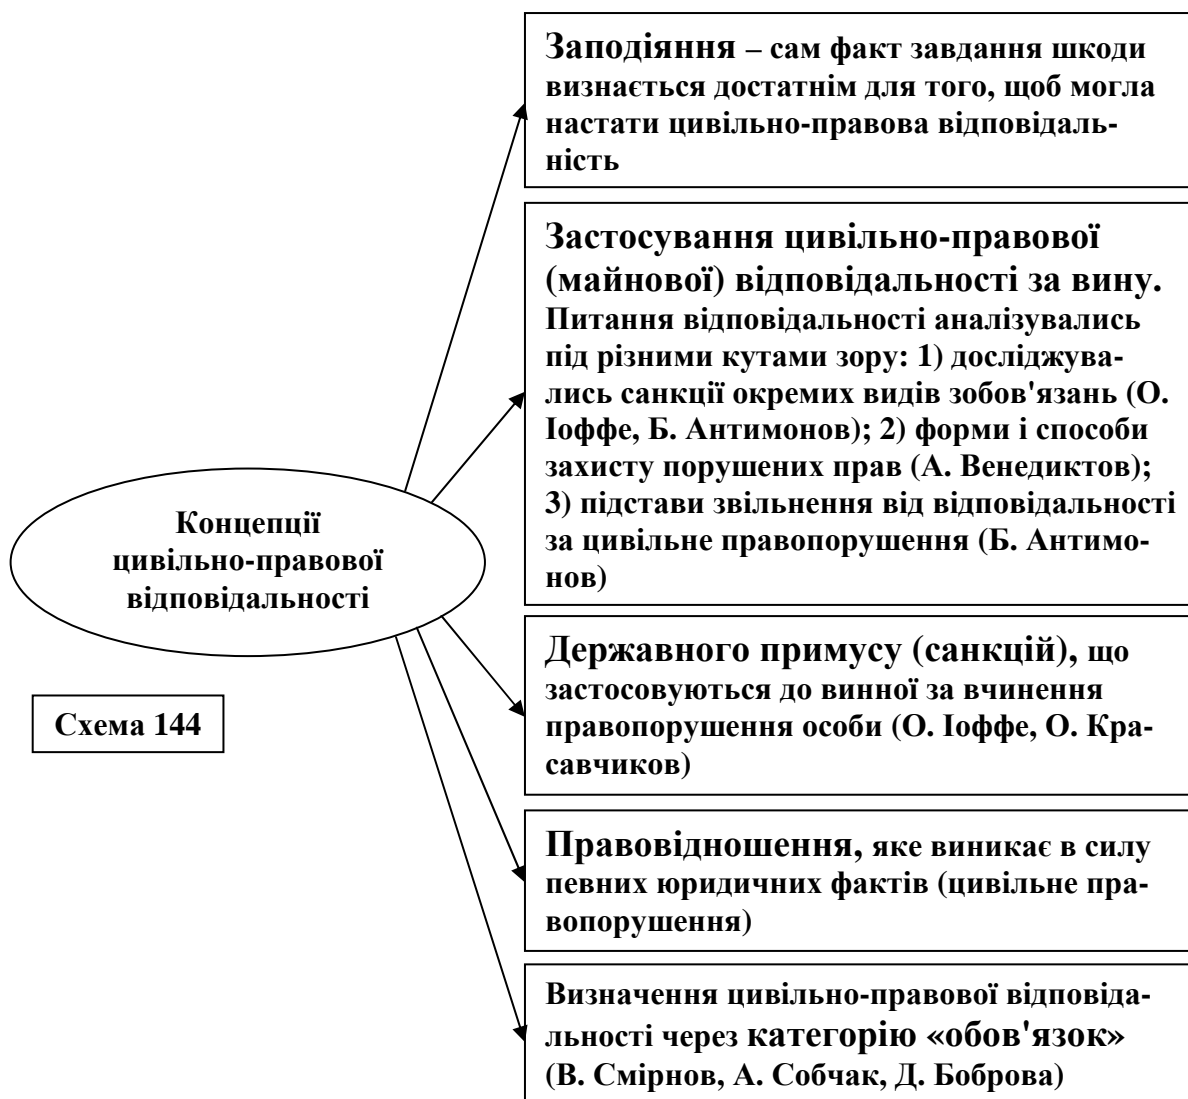 Заподіяння – сам факт завдання шкоди
визнається достатнім для того, щоб могла
настати цивільно-правова відповідаль-
ність
Застосування цивільно-правової
(майнової) відповідальності за вину.
Питання відповідальності аналізувались
під різними кутами зору: 1) досліджува-
лись санкції окремих видів зобов'язань (О.
Іоффе, Б. Антимонов); 2) форми і способи
захисту порушених прав (А. Венедиктов);
3) підстави звільнення від відповідальності
за цивільне правопорушення (Б. Антимо-
нов)
Концепції
цивільно-правової
відповідальності
Державного примусу (санкцій), що
застосовуються до винної за вчинення
правопорушення особи (О. Іоффе, О. Кра-
савчиков)
Схема 144
Правовідношення, яке виникає в силу
певних юридичних фактів (цивільне пра-
вопорушення)
Визначення цивільно-правової відповіда-
льності через категорію «обов'язок»
(В. Смірнов, А. Собчак, Д. Боброва)